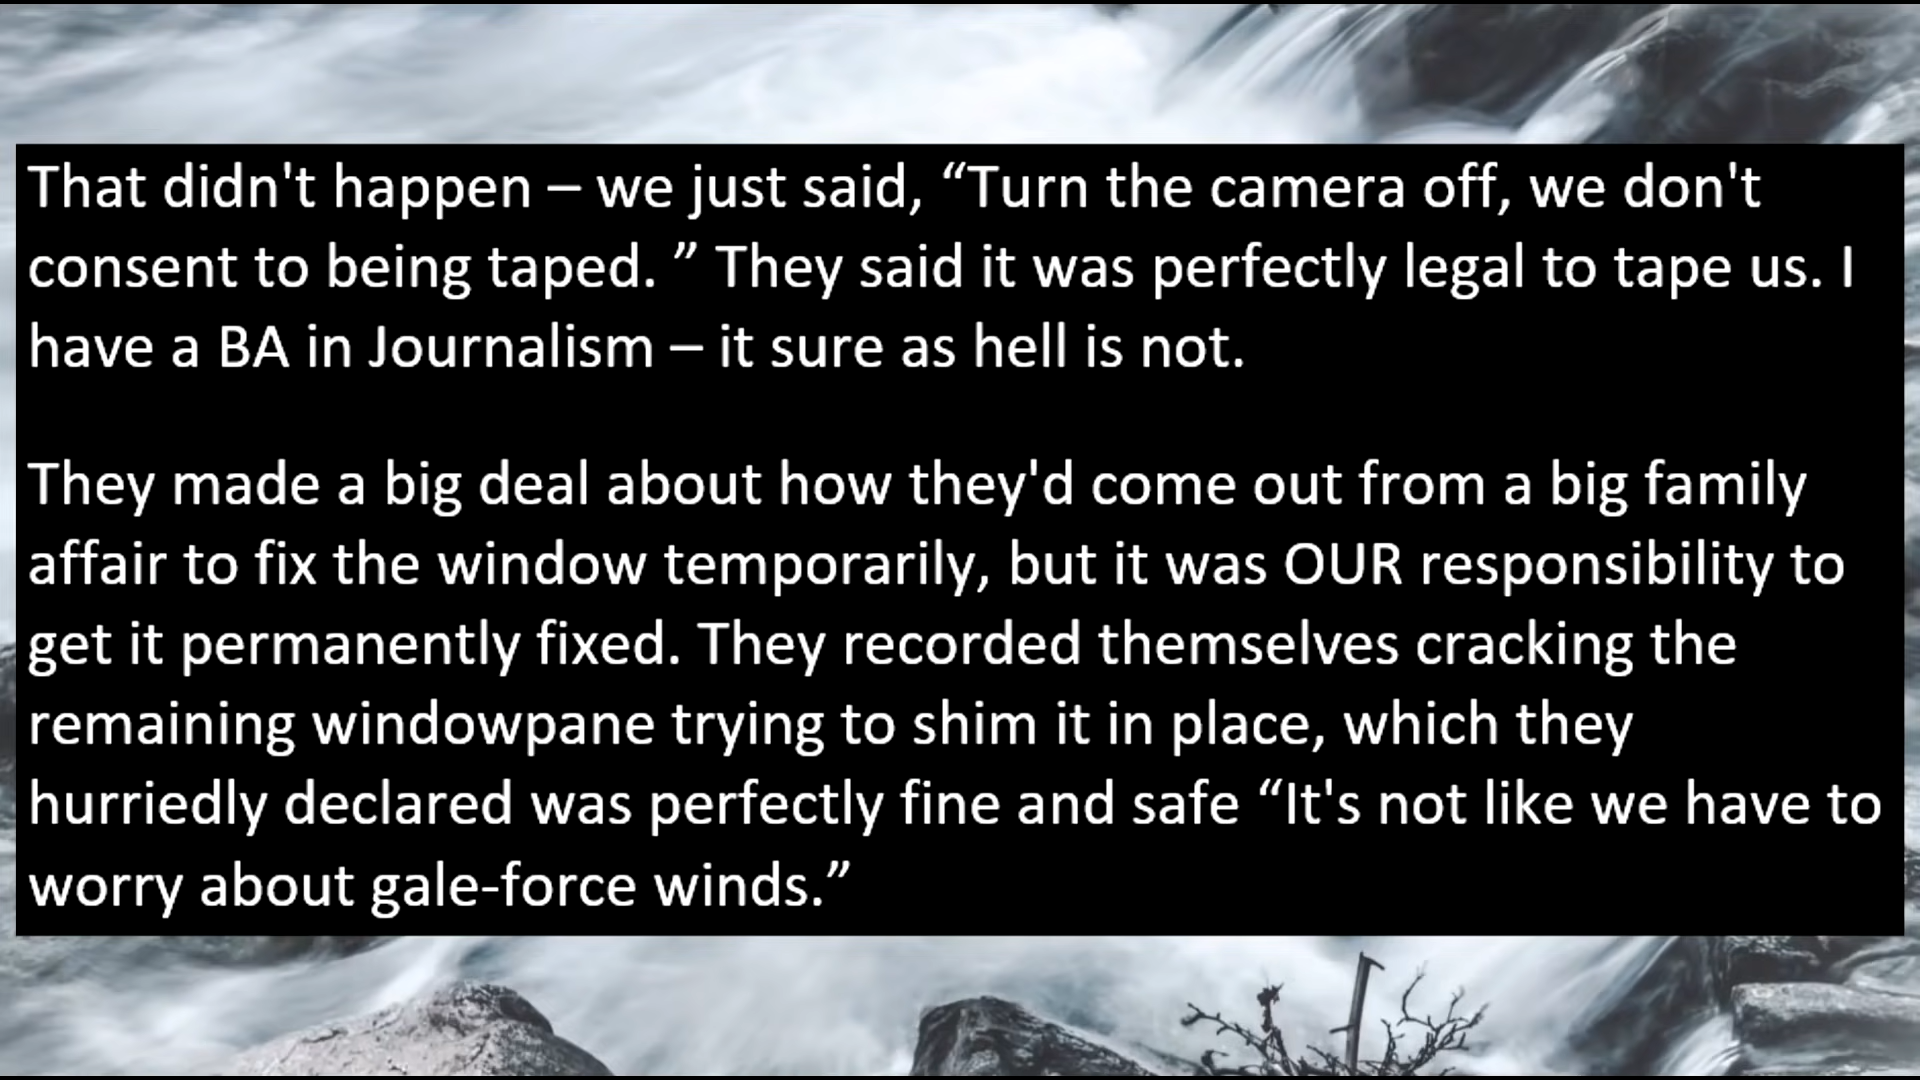 That didn't happen – we just said, “Turn the camera off, we don't
consent to being taped. ” They said it was perfectly legal to tape us. I
have a BA in Journalism – it sure as hell is not.
They made a big deal about how they'd come out from a big family
affair to fix the window temporarily, but it was OUR responsibility to
get it permanently fixed. They recorded themselves cracking the
remaining windowpane trying to shim it in place, which they
hurriedly declared was perfectly fine and safe “It's not like we have to
worry about gale-force winds.”